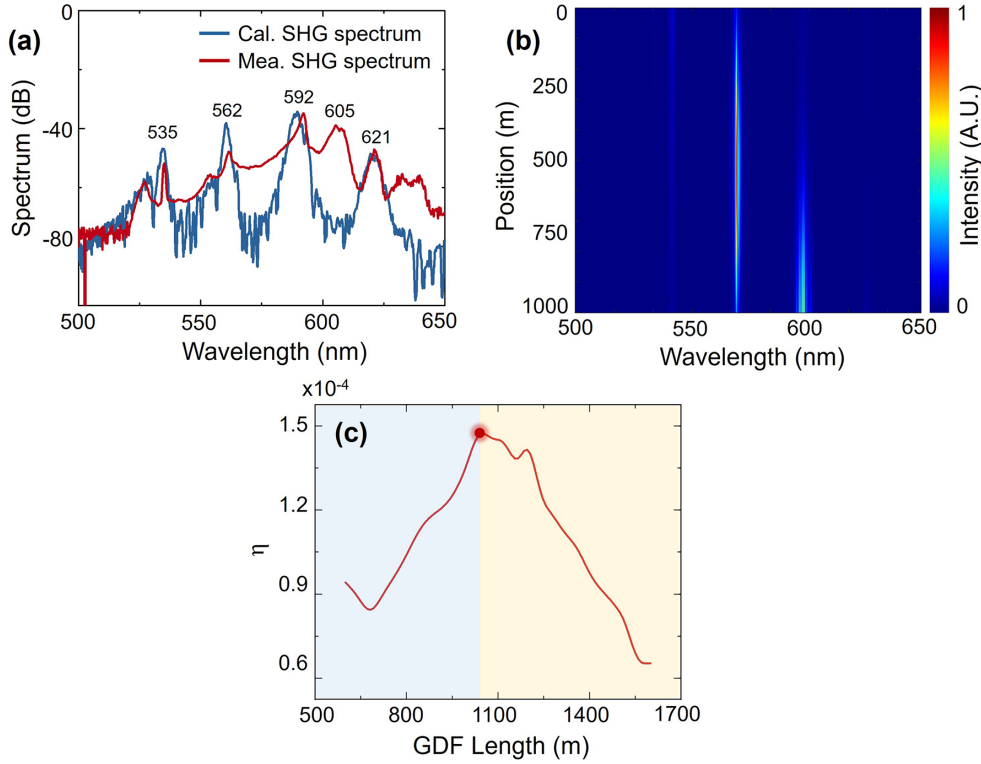 (a)
Cal. SHG spectrum
Mea. SHG spectrum
535
562
592
605
621
0
-40
-80
Spectrum (dB)
500
550
600
650
Wavelength (nm)
(b)
0
250
500
750
1000
Position (m)
500
550
600
650
Wavelength (nm)
1
0
Intensity (A.U.)
x10-4
(c)
1.5
1.2
0.9
0.6
η
500
800
1100
1400
1700
GDF Length (m)